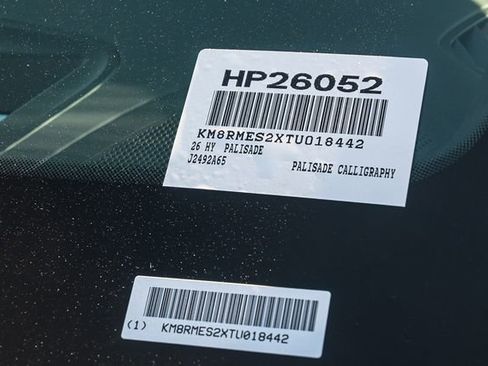 HP26052
KM8RMES2XTU018442
26 HY PALISADE
J2492A65
PALISADE CALLIGRAPHY
(1) KM8RMES2XTU018442